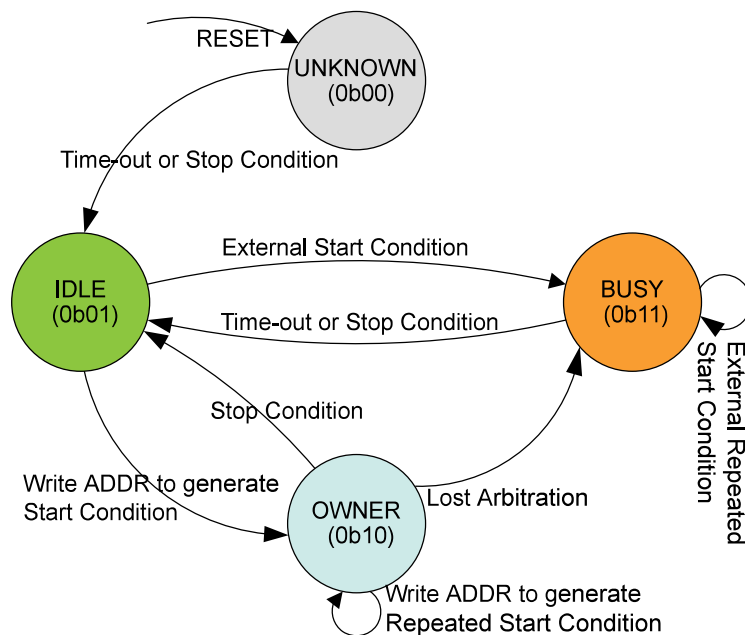 RESET
UNKNOWN
(0b00)
Time-out or Stop Condition
IDLE
(0b01)
External Start Condition
BUSY
(0b11)
Time-out or Stop Condition
External Repeated
Start Condition
Stop Condition
Write ADDR to generate
Start Condition
OWNER
(0b10)
Lost Arbitration
Write ADDR to generate
Repeated Start Condition